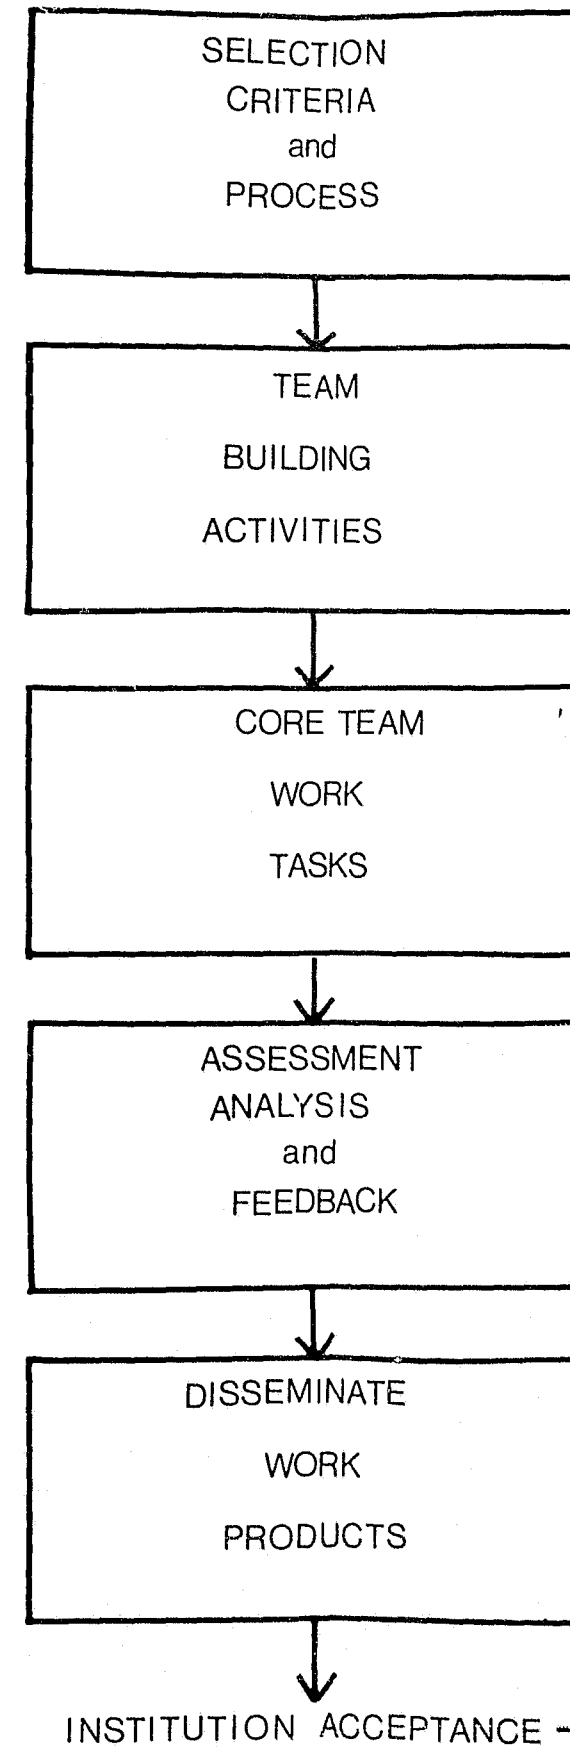 SELECTION
CRITERIA
and
PROCESS
TEAM
BUILDING
ACTIVITIES
CORE TEAM
WORK
TASKS
ASSESSMENT
ANALYSIS
and
FEEDBACK
DISSEMINATE
WORK
PRODUCTS
INSTITUTION ACCEPTANCE -